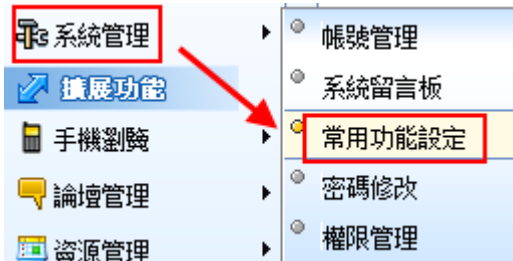 系統管理
擴展功能
手機瀏覽
論壇管理
資源管理
帳號管理
系統留言板
常用功能設定
密碼修改
權限管理